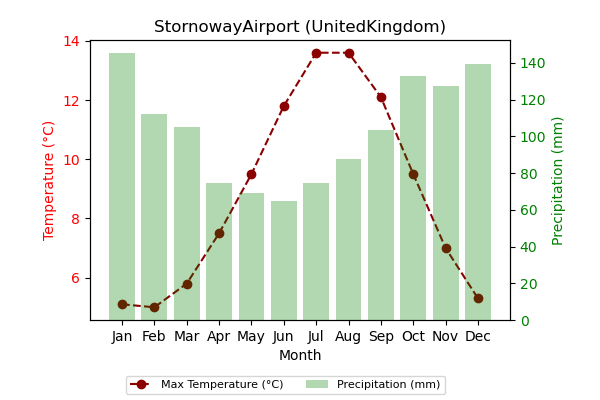 StornowayAirport (UnitedKingdom)
14
12
10
8
6
Temperature (°C)
140
120
100
80
60
40
20
0
Precipitation (mm)
Jan Feb Mar Apr May Jun Jul Aug Sep Oct Nov Dec
Month
Max Temperature (°C) Precipitation (mm)